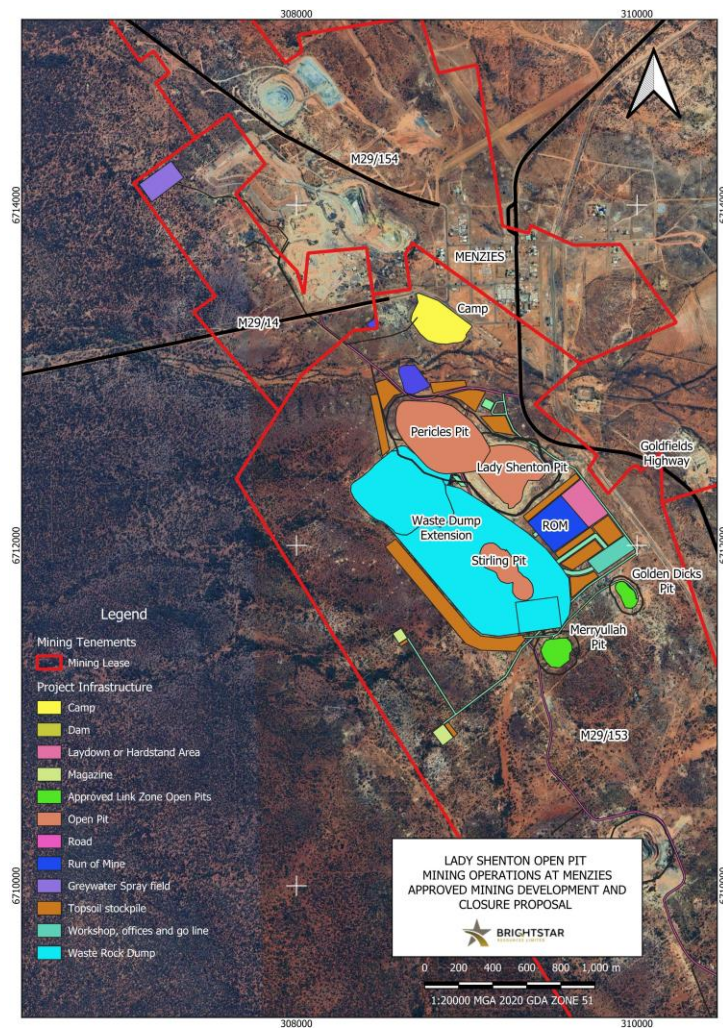 308000
310000
M29/154
6714000
6714000
MENZIES
M29/14
Camp
Pericles Pit
Lady Shenton Pit
Goldfields
Highway
ROM
Waste Dump
Extension
6712000
6712000
Stirling Pit
Golden Dicks
Pit
Merryullah
Pit
M29/153
Legend
Mining Tenements
Mining Lease
Project Infrastructure
Camp
Dam
Laydown or Hardstand Area
Magazine
Approved Link Zone Open Pits
Open Pit
Road
Run of Mine
Greywater Spray field
Topsoil stockpile
Workshop, offices and go line
Waste Rock Dump
6710000
6710000
LADY SHENTON OPEN PIT
MINING OPERATIONS AT MENZIES
APPROVED MINING DEVELOPMENT AND
CLOSURE PROPOSAL
BRIGHTSTAR
RESOURCES LIMITED
0 200 400 600 800 1,000 m
1:20000 MGA 2020 GDA ZONE 51
308000
310000